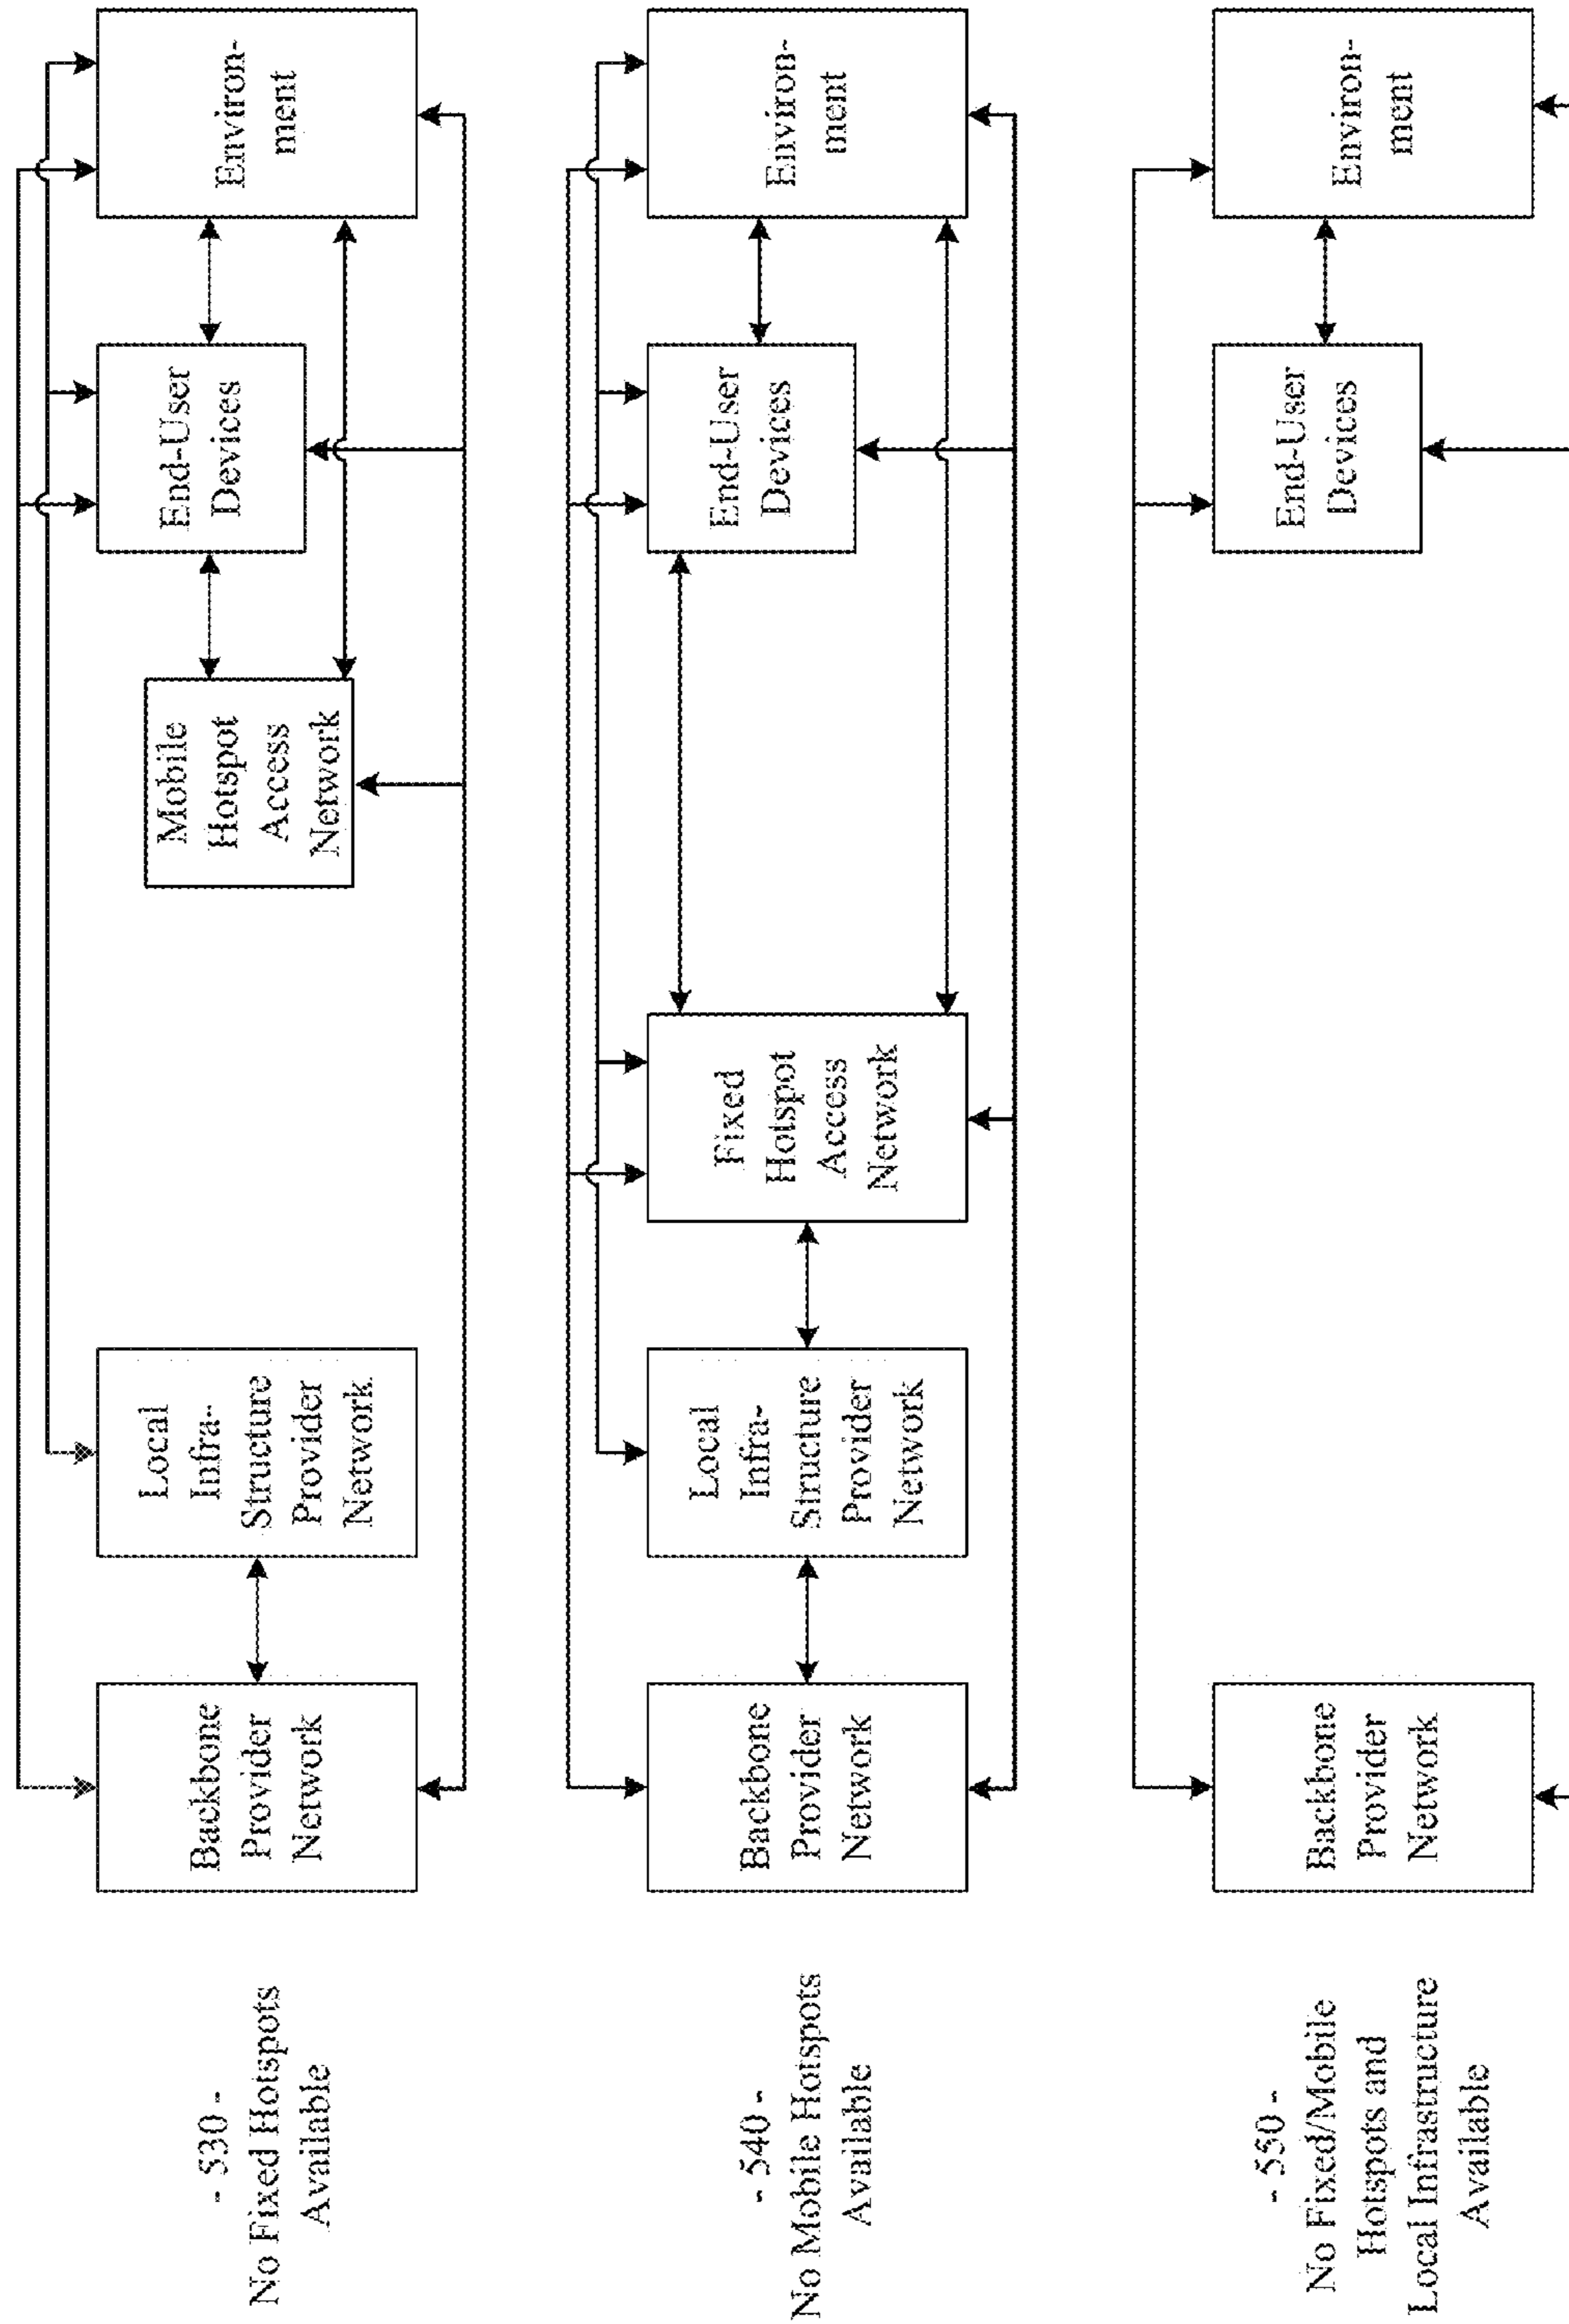 - 530 -
No Fixed Hotspots
Available
Backbone
Provider
Network
Local
Infra-
Structure
Provider
Network
Mobile
Hotspot
Access
Network
End-User
Devices
Environ-
ment
- 540 -
No Mobile Hotspots
Available
Backbone
Provider
Network
Local
Infra-
Structure
Provider
Network
Fixed
Hotspot
Access
Network
End-User
Devices
Environ-
ment
- 550 -
No Fixed/Mobile
Hotspots and
Local Infrastructure
Available
Backbone
Provider
Network
End-User
Devices
Environ-
ment